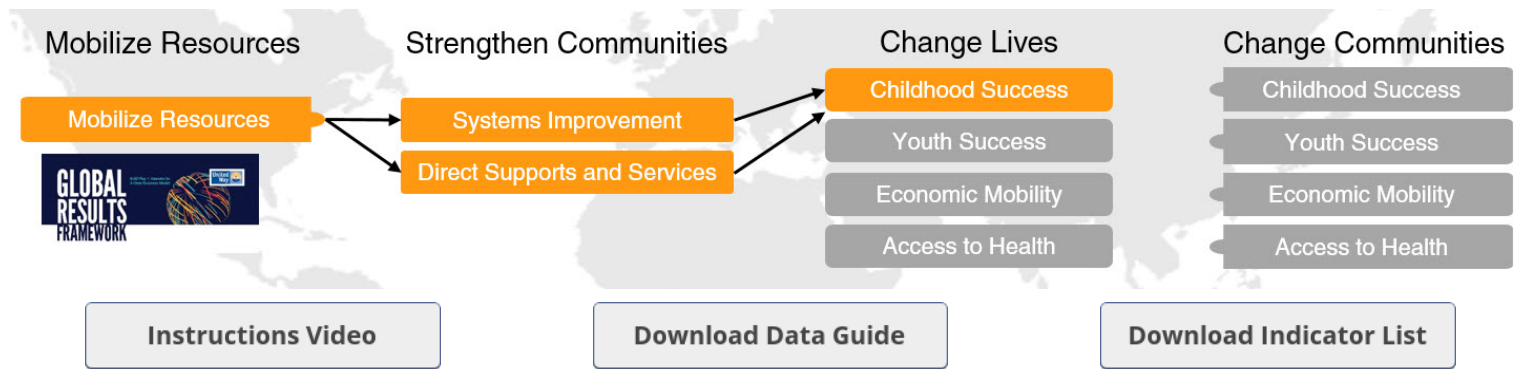 Mobilize Resources
Strengthen Communities
Change Lives
Change Communities
Mobilize Resources
Systems Improvement
Direct Supports and Services
Childhood Success
Youth Success
Economic Mobility
Access to Health
Childhood Success
Youth Success
Economic Mobility
Access to Health
GLOBAL
RESULTS
FRAMEWORK
United
Way
Instructions Video
Download Data Guide
Download Indicator List